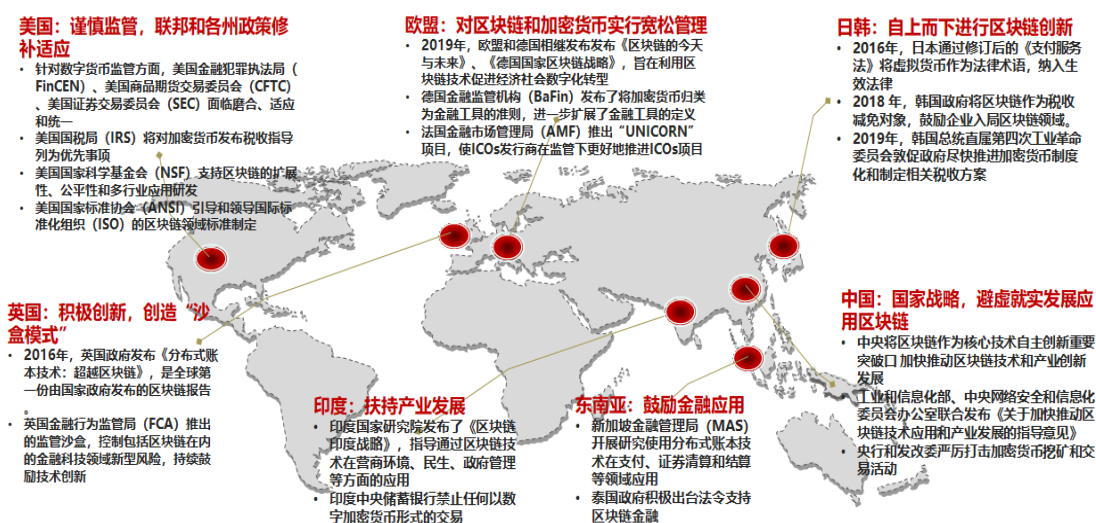 美国：谨慎监管，联邦和各州政策修
补适应
• 针对数字货币监管方面，美国金融犯罪执法局（
FinCEN）、美国商品期货交易委员会（CFTC）
、美国证券交易委员会（SEC）面临磨合、适应
和统一
• 美国国税局（IRS）将对加密货币发布税收指导
列为优先事项
• 美国国家科学基金会（NSF）支持区块链的扩展
性、公平性和多行业应用研发
• 美国国家标准协会（ANSI）引导和领导国际标
准化组织（ISO）的区块链领域标准制定
欧盟：对区块链和加密货币实行宽松管理
• 2019年，欧盟和德国相继发布发布《区块链的今天
与未来》、《德国国家区块链战略》，旨在利用区
块链技术促进经济社会数字化转型
• 德国金融监管机构（BaFin）发布了将加密货币归类
为金融工具的准则，进一步扩展了金融工具的定义
• 法国金融市场管理局（AMF）推出“UNICORN”
项目，使ICOs发行商在监管下更好地推进ICOs项目
日韩：自上而下进行区块链创新
• 2016年，日本通过修订后的《支付服务
法》将虚拟货币作为法律术语，纳入生
效法律
• 2018 年，韩国政府将区块链作为税收
减免对象，鼓励企业入局区块链领域。
• 2019年，韩国总统直属第四次工业革命
委员会敦促政府尽快推进加密货币制度
化和制定相关税收方案
英国：积极创新，创造“沙
盒模式”
• 2016年，英国政府发布《分布式账
本技术：超越区块链》，是全球第
一份由国家政府发布的区块链报告
。
• 英国金融行为监管局（FCA）推出
的监管沙盒，控制包括区块链在内
的金融科技领域新型风险，持续鼓
励技术创新
印度：扶持产业发展
• 印度国家研究院发布了《区块链
印度战略》，指导通过区块链技
术在营商环境、民生、政府管理
等方面的应用
• 印度中央储蓄银行禁止任何以数
字加密货币形式的交易
东南亚：鼓励金融应用
• 新加坡金融管理局（MAS）
开展研究使用分布式账本技
术在支付、证券清算和结算
等领域应用
• 泰国政府积极出台法令支持
区块链金融
中国：国家战略，避虚就实发展应
用区块链
• 中央将区块链作为核心技术自主创新重要
突破口 加快推动区块链技术和产业创新
发展
• 工业和信息化部、中央网络安全和信息化
委员会办公室联合发布《关于加快推动区
块链技术应用和产业发展的指导意见》
• 央行和发改委严厉打击加密货币挖矿和交
易活动